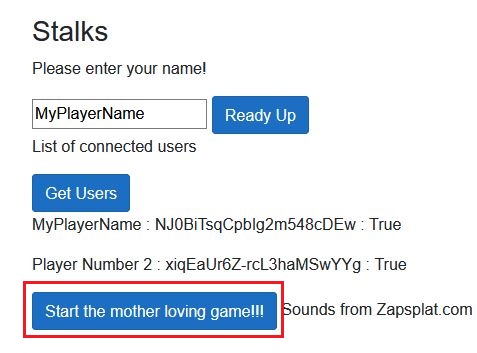 Stalks
Please enter your name!
MyPlayerName Ready Up
List of connected users
Get Users
MyPlayerName : NJ0BiTsqCpblg2m548cDEw : True
Player Number 2 : xiqEaUr6Z-rcL3haMSwYYg : True
Start the mother loving game!!! Sounds from Zapsplat.com